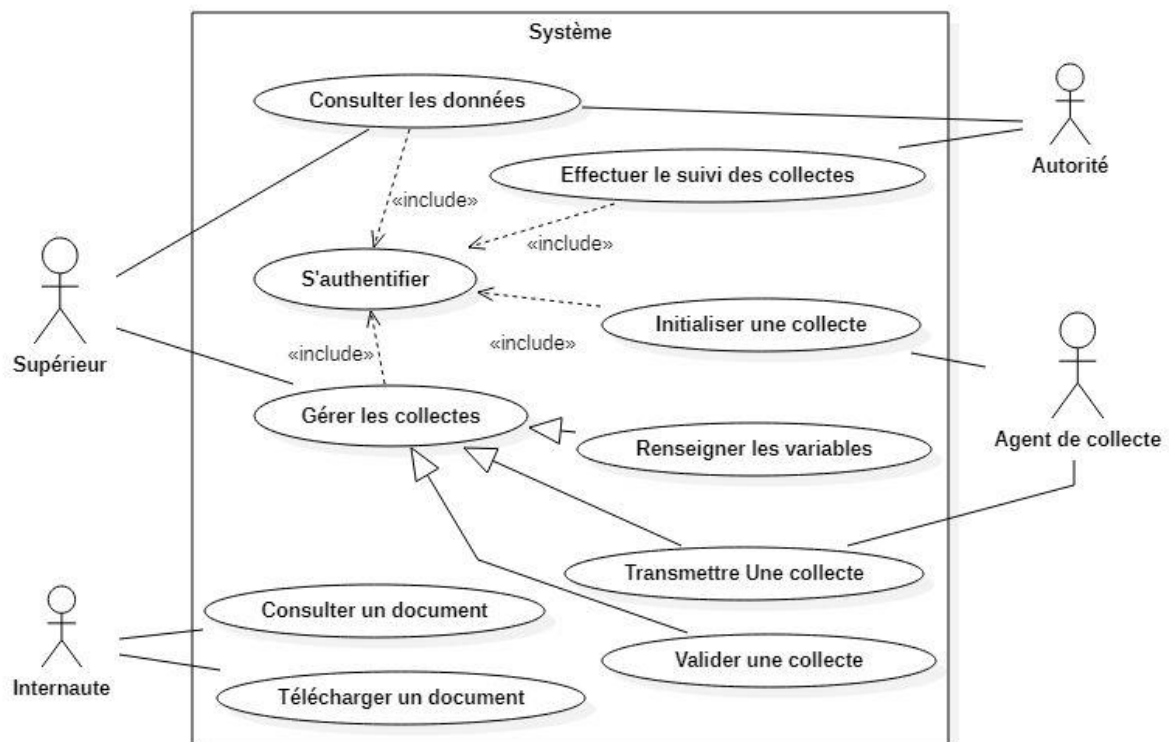 Système
Consulter les données
Autorité
Effectuer le suivi des collectes
«include»
«include»
S'authentifier
Supérieur
Initialiser une collecte
«include»
«include»
Gérer les collectes
Agent de collecte
Renseigner les variables
Transmettre Une collecte
Consulter un document
Valider une collecte
Internaute
Télécharger un document